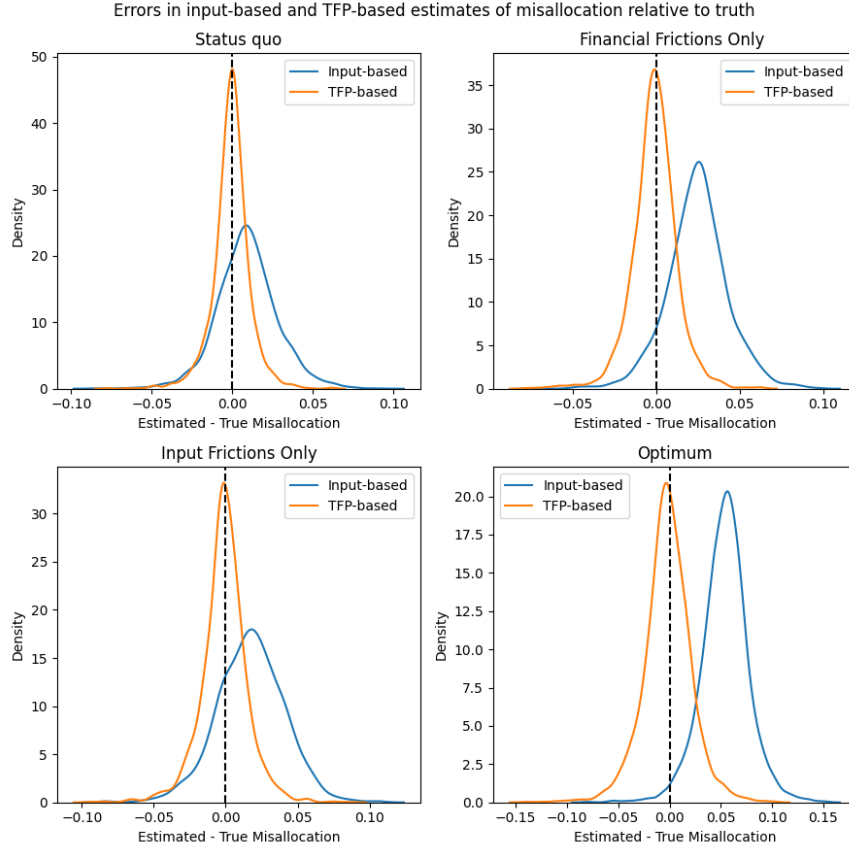 Errors in input-based and TFP-based estimates of misallocation relative to truth
Status quo
50
40
30
20
10
0
Density
Input-based
TFP-based
−0.10 −0.05 0.00 0.05 0.10
Estimated - True Misallocation
Financial Frictions Only
35
30
25
20
15
10
5
0
Density
Input-based
TFP-based
−0.05 0.00 0.05 0.10
Estimated - True Misallocation
Input Frictions Only
30
25
20
15
10
5
0
Density
Input-based
TFP-based
−0.10 −0.05 0.00 0.05 0.10
Estimated - True Misallocation
Optimum
20.0
17.5
15.0
12.5
10.0
7.5
5.0
2.5
0.0
Density
Input-based
TFP-based
−0.15 −0.10 −0.05 0.00 0.05 0.10 0.15
Estimated - True Misallocation